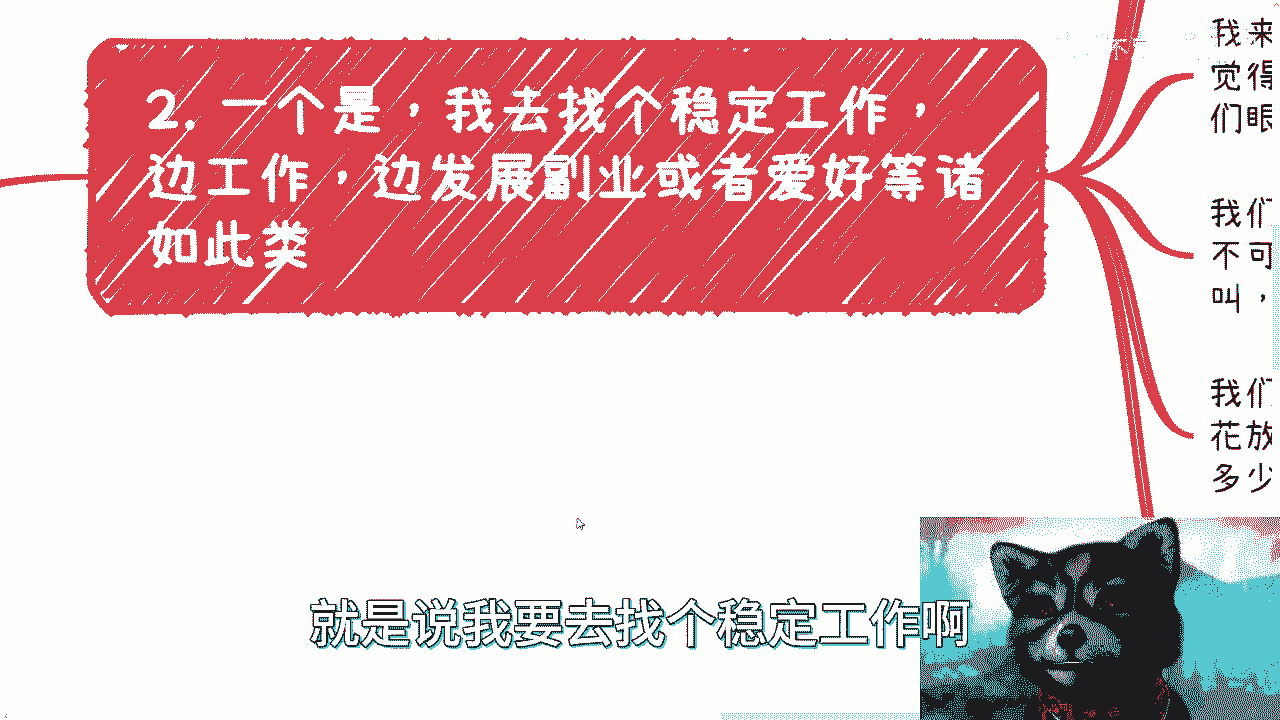 2. 一个是，我去找个稳定工作，
边工作，边发展副业或者爱好等诸
如此类
我来
觉得
们眼
我们
不可
叫，
我们
花放
多少
就是说我要去找个稳定工作啊